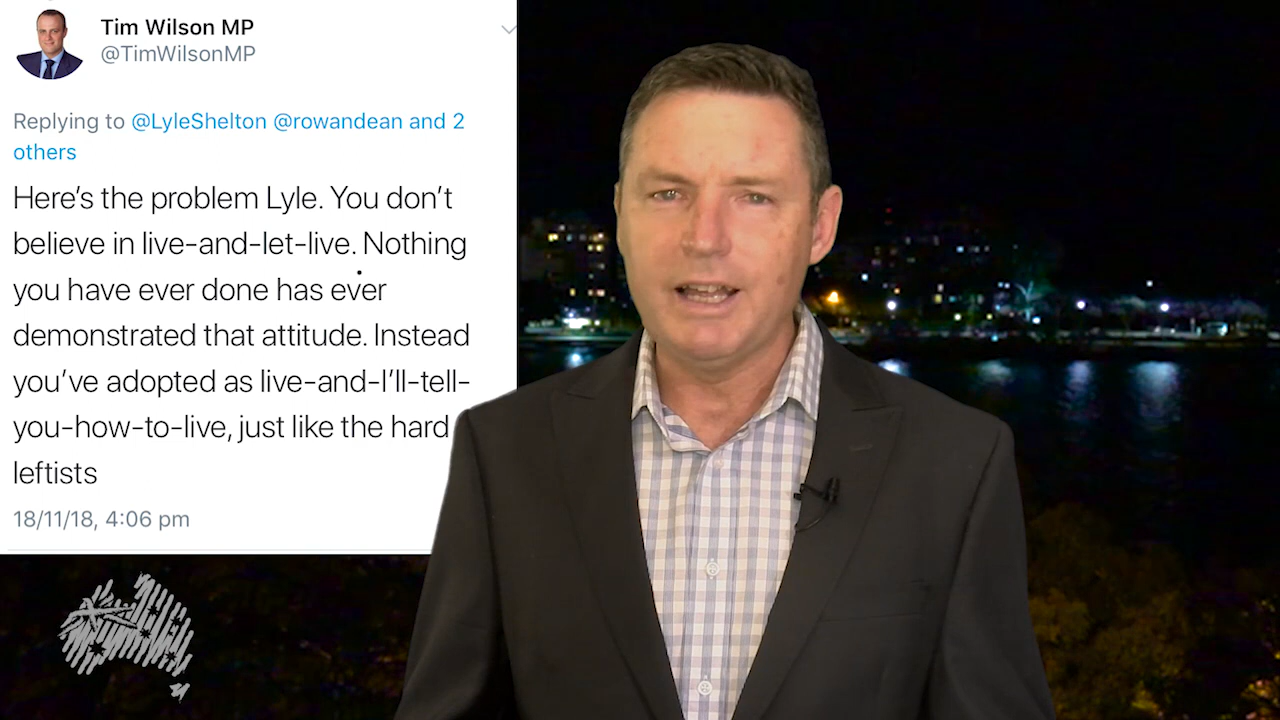 Tim Wilson MP
@TimWilsonMP
Replying to @LyleShelton @rowandean and 2
others
Here’s the problem Lyle. You don’t
believe in live-and-let-live. Nothing
you have ever done has ever
demonstrated that attitude. Instead
you’ve adopted as live-and-I’ll-tell-
you-how-to-live, just like the hard
leftists
18/11/18, 4:06 pm